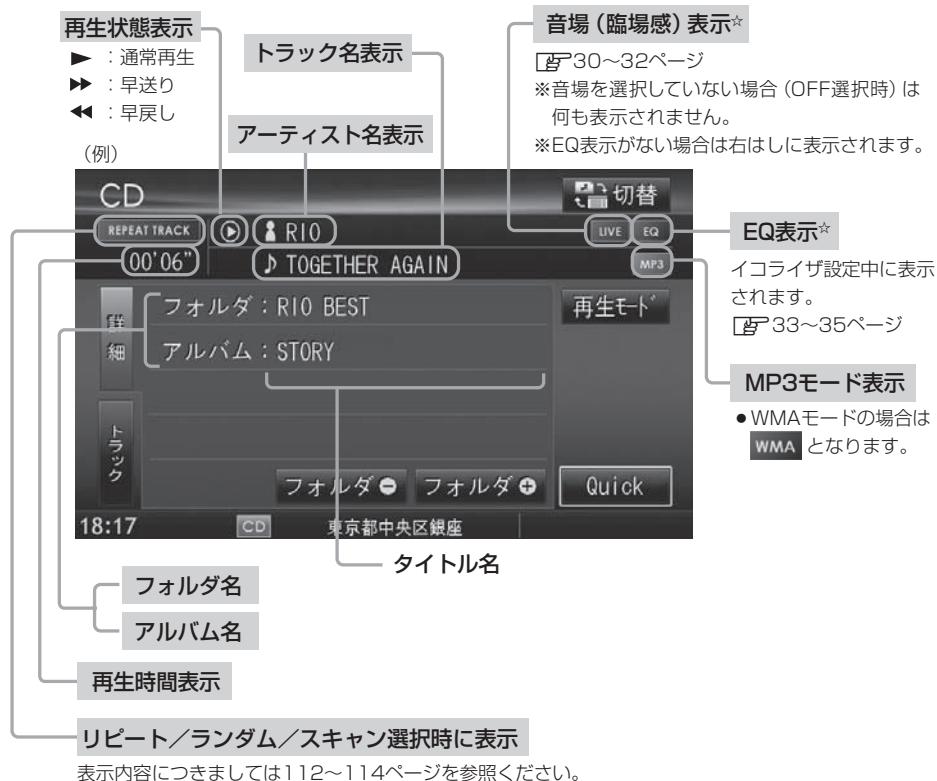 再生状態表示
▶ ：通常再生
▶▶ ：早送り
◀◀ ：早戻し
（例）
トラック名表示
アーティスト名表示
音場（臨場感）表示☆
30〜32ページ
※音場を選択していない場合（OFF選択時）は
何も表示されません。
※EQ表示がない場合は右はしに表示されます。
CD
切替
REPEAT TRACK
RIO
LIVE
EQ
00'06"
♪ TOGETHER AGAIN
MP3
詳細
フォルダ：RIO BEST
アルバム：STORY
再生モード
トラック
フォルダ⊖
フォルダ⊕
Quick
18:17
CD
東京都中央区銀座
EQ表示☆
イコライザ設定中に表示
されます。
33〜35ページ
MP3モード表示
●WMAモードの場合は
WMA となります。
タイトル名
フォルダ名
アルバム名
再生時間表示
リピート／ランダム／スキャン選択時に表示
表示内容につきましては112〜114ページを参照ください。